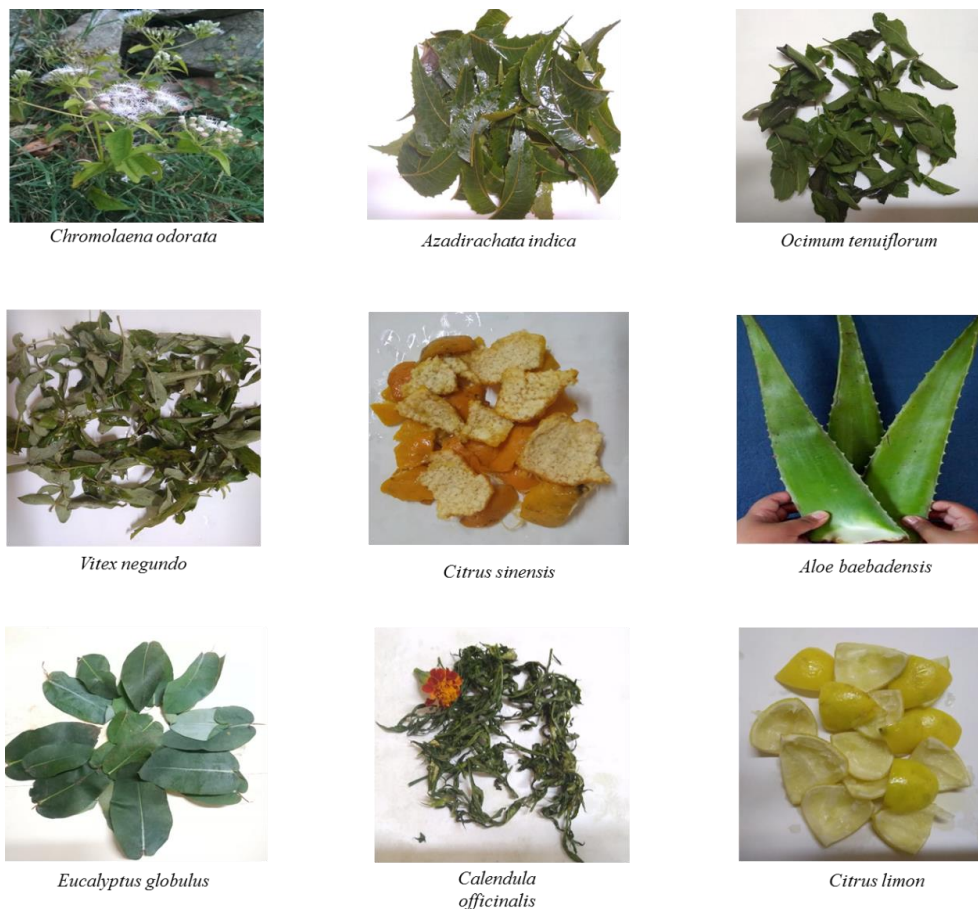 Chromolaena odorata
Azadirachata indica
Ocimum tenuiflorum
Vitex negundo
Citrus sinensis
Aloe baebadensis
Eucalyptus globulus
Calendula
officinalis
Citrus limon